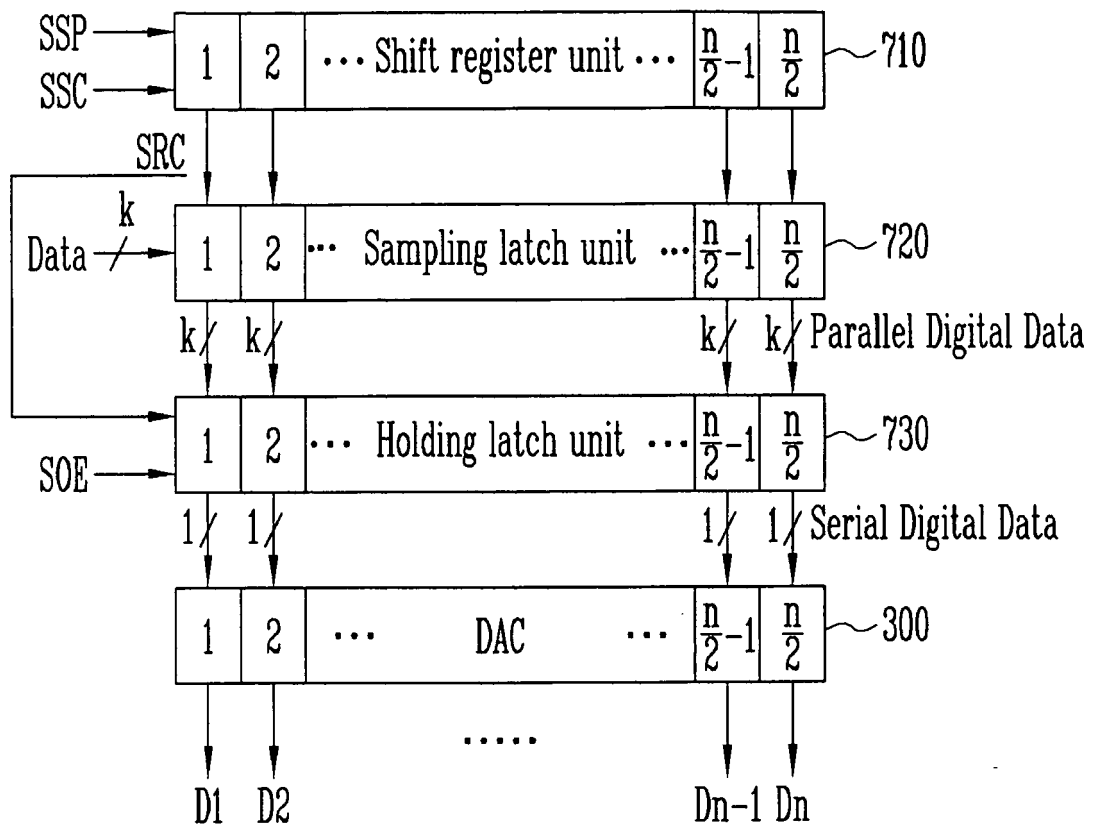 SSP
SSC
1 2 ... Shift register unit ... n/2-1 n/2
710
SRC
k
Data
1 2 ... Sampling latch unit ... n/2-1 n/2
720
k k k k Parallel Digital Data
1 2 ... Holding latch unit ... n/2-1 n/2
730
SOE
1 1 1 1 Serial Digital Data
1 2 ... DAC ... n/2-1 n/2
300
.....
D1 D2 Dn-1 Dn